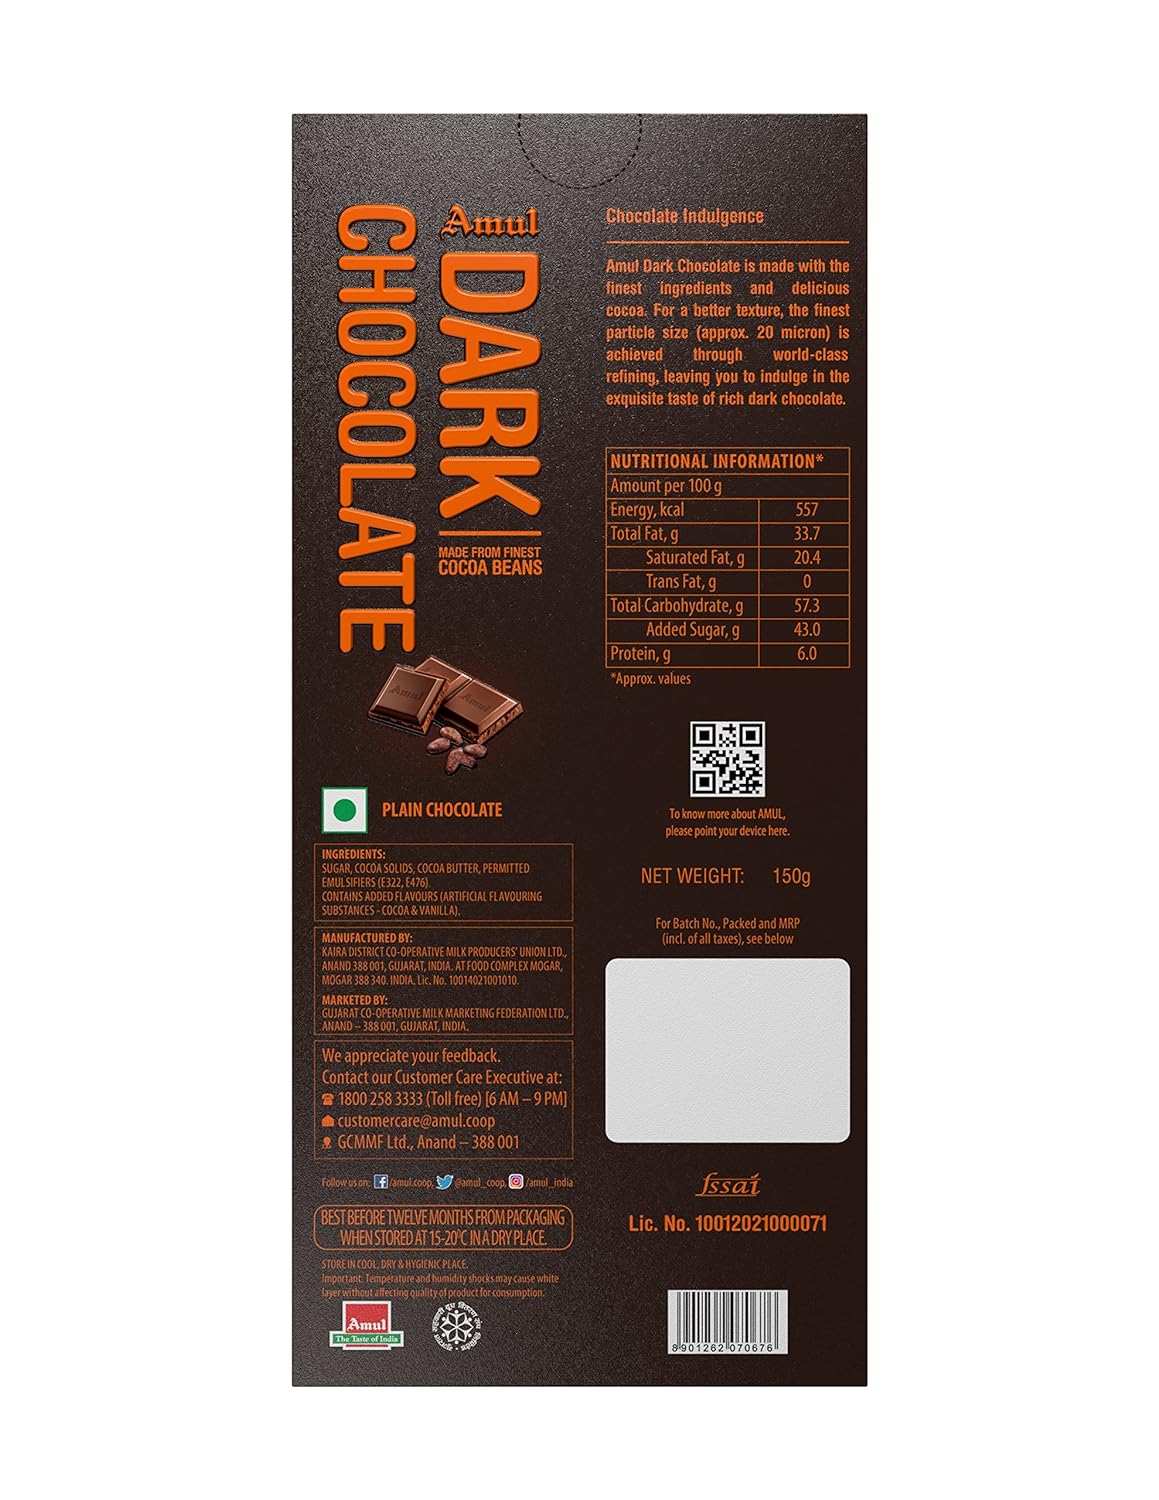 Amul
DARK
CHOCOLATE
MADE FROM FINEST
COCOA BEANS
Amul
Amul
PLAIN CHOCOLATE
INGREDIENTS:
SUGAR, COCOA SOLIDS, COCOA BUTTER, PERMITTED
EMULSIFIERS (E322, E476).
CONTAINS ADDED FLAVOURS (ARTIFICIAL FLAVOURING
SUBSTANCES - COCOA & VANILLA).
MANUFACTURED BY:
KAIRA DISTRICT CO-OPERATIVE MILK PRODUCERS' UNION LTD.,
ANAND 388 001, GUJARAT, INDIA. AT FOOD COMPLEX MOGAR,
MOGAR 388 340. INDIA. Lic. No. 10014021001010.
MARKETED BY:
GUJARAT CO-OPERATIVE MILK MARKETING FEDERATION LTD.,
ANAND – 388 001, GUJARAT, INDIA.
We appreciate your feedback.
Contact our Customer Care Executive at:
1800 258 3333 (Toll free) [6 AM – 9 PM]
customercare@amul.coop
GCMMF Ltd., Anand – 388 001
Follow us on: /amul.coop, @amul_coop, /amul_india
BEST BEFORE TWELVE MONTHS FROM PACKAGING
WHEN STORED AT 15-20°C IN A DRY PLACE.
STORE IN COOL, DRY & HYGIENIC PLACE.
Important: Temperature and humidity shocks may cause white
layer without affecting quality of product for consumption.
Amul
The Taste of India
Chocolate Indulgence
Amul Dark Chocolate is made with the
finest ingredients and delicious
cocoa. For a better texture, the finest
particle size (approx. 20 micron) is
achieved through world-class
refining, leaving you to indulge in the
exquisite taste of rich dark chocolate.
NUTRITIONAL INFORMATION*
Amount per 100 g
Energy, kcal 557
Total Fat, g 33.7
Saturated Fat, g 20.4
Trans Fat, g 0
Total Carbohydrate, g 57.3
Added Sugar, g 43.0
Protein, g 6.0
*Approx. values
To know more about AMUL,
please point your device here.
NET WEIGHT: 150g
For Batch No., Packed and MRP
(incl. of all taxes), see below
fssai
Lic. No. 10012021000071
8 901262 070676